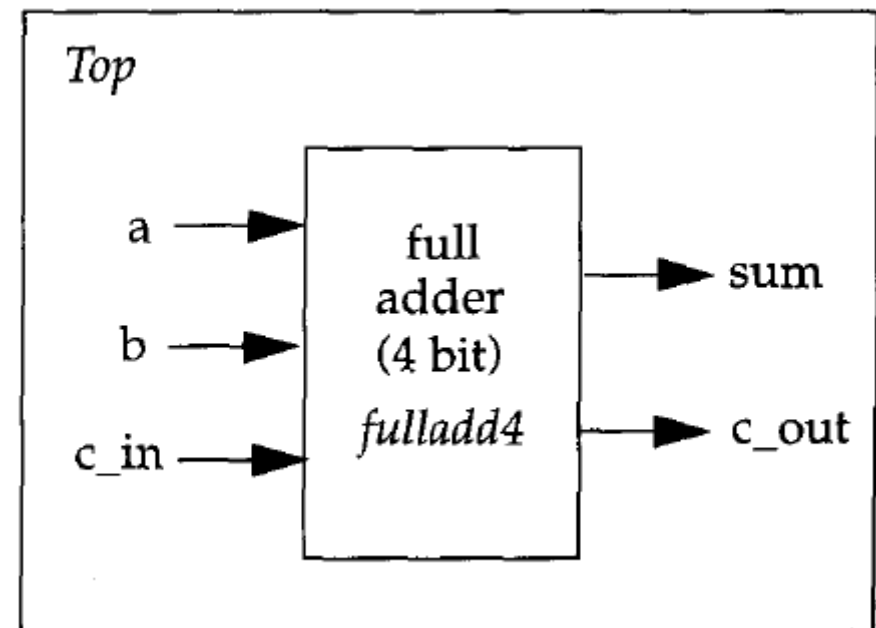 Top
a
b
c_in
full
adder
(4 bit)
fulladd4
sum
c_out